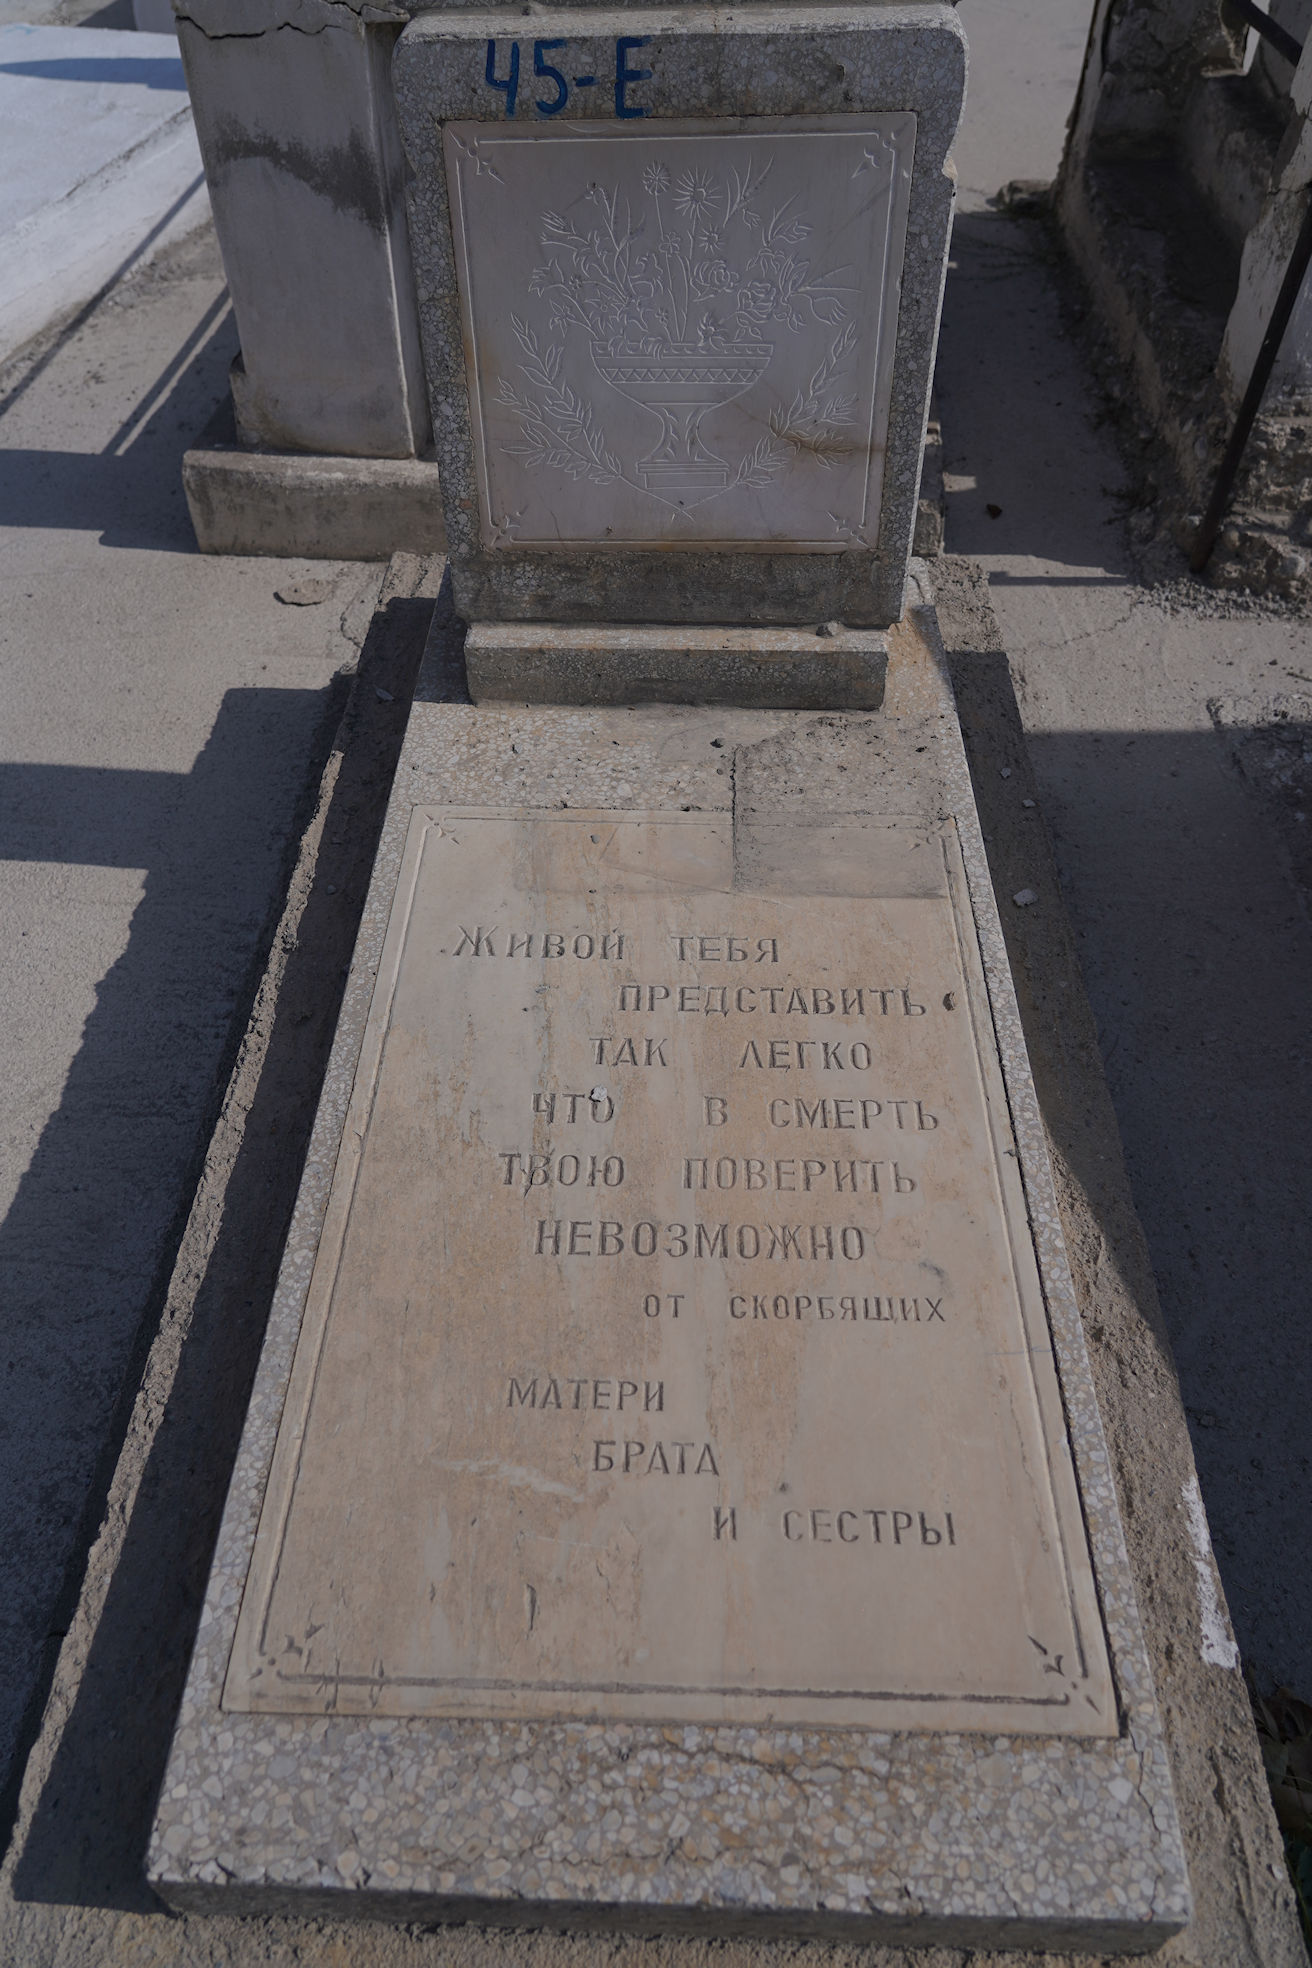 45-E
Живой тебя
представить
так легко
что в смерть
твою поверить
невозможно
от скорбящих
матери
брата
и сестры